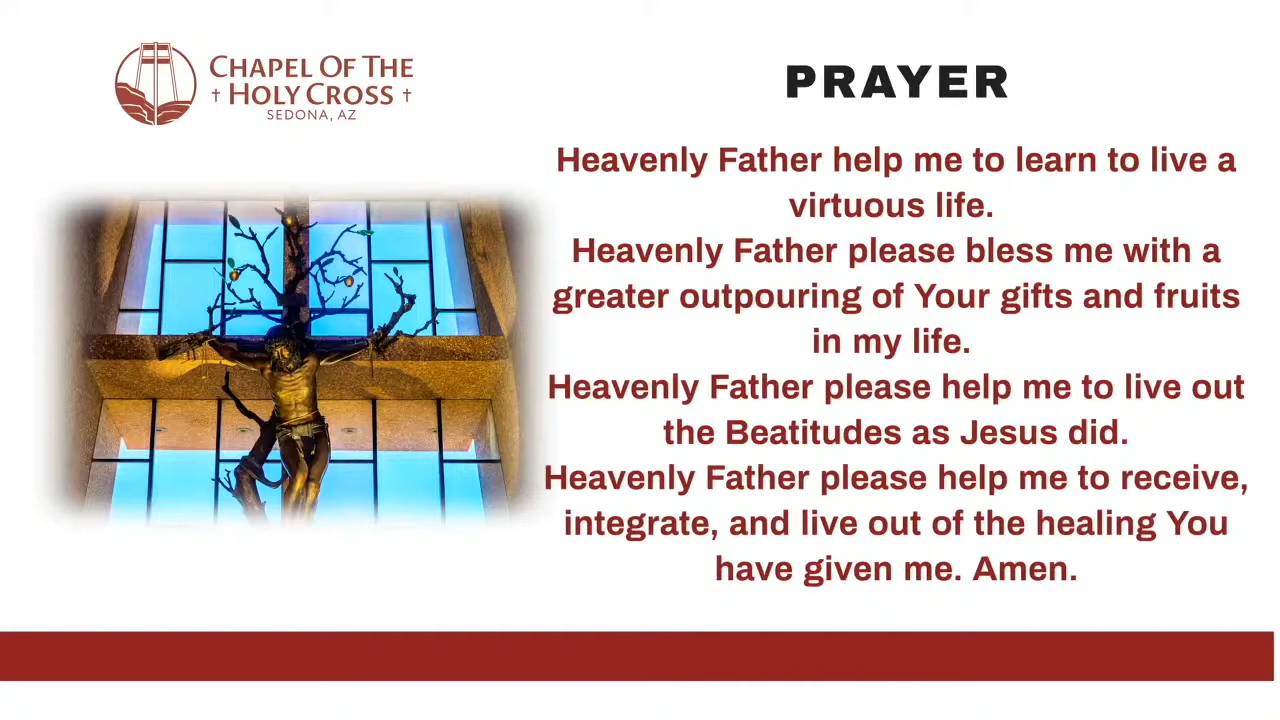 CHAPEL OF THE
† HOLY CROSS †
SEDONA, AZ
PRAYER
Heavenly Father help me to learn to live a
virtuous life.
Heavenly Father please bless me with a
greater outpouring of Your gifts and fruits
in my life.
Heavenly Father please help me to live out
the Beatitudes as Jesus did.
Heavenly Father please help me to receive,
integrate, and live out of the healing You
have given me. Amen.